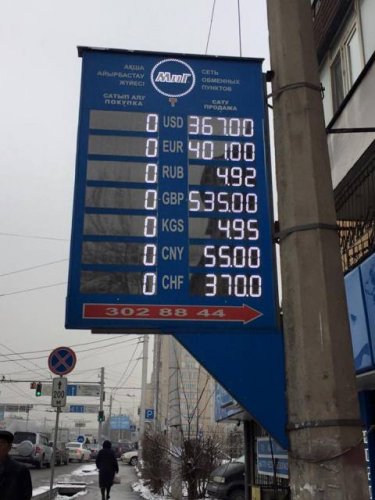 АҚША
АЙЫРБАСТАУ
ЖҮЙЕСІ
МиГ
СЕТЬ
ОБМЕННЫХ
ПУНКТОВ
САТЫП АЛУ
ПОКУПКА
САТУ
ПРОДАЖА
0 USD 367.00
0 EUR 401.00
0 RUB 4.92
0 GBP 535.00
0 KGS 4.95
0 CNY 55.00
0 CHF 370.0
302 88 44
200
P